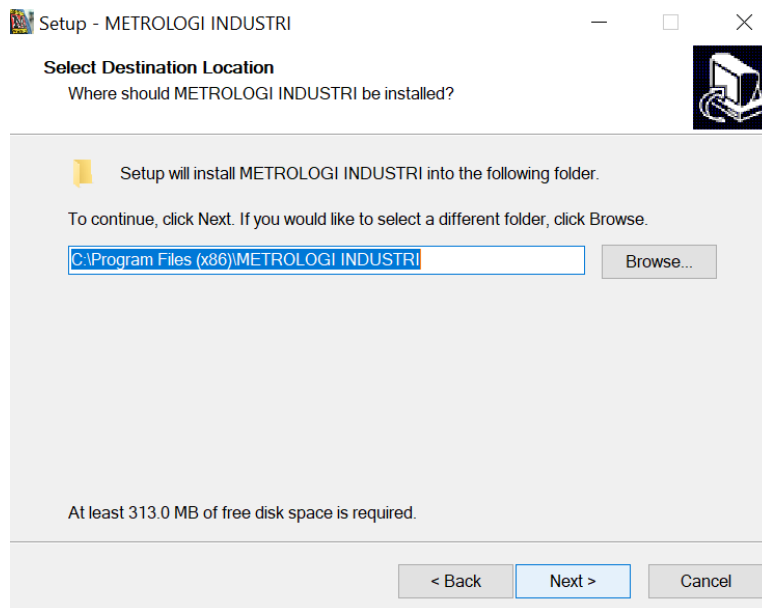 Setup - METROLOGI INDUSTRI
Select Destination Location
Where should METROLOGI INDUSTRI be installed?
Setup will install METROLOGI INDUSTRI into the following folder.
To continue, click Next. If you would like to select a different folder, click Browse.
C:\Program Files (x86)\METROLOGI INDUSTRI
Browse...
At least 313.0 MB of free disk space is required.
< Back
Next >
Cancel